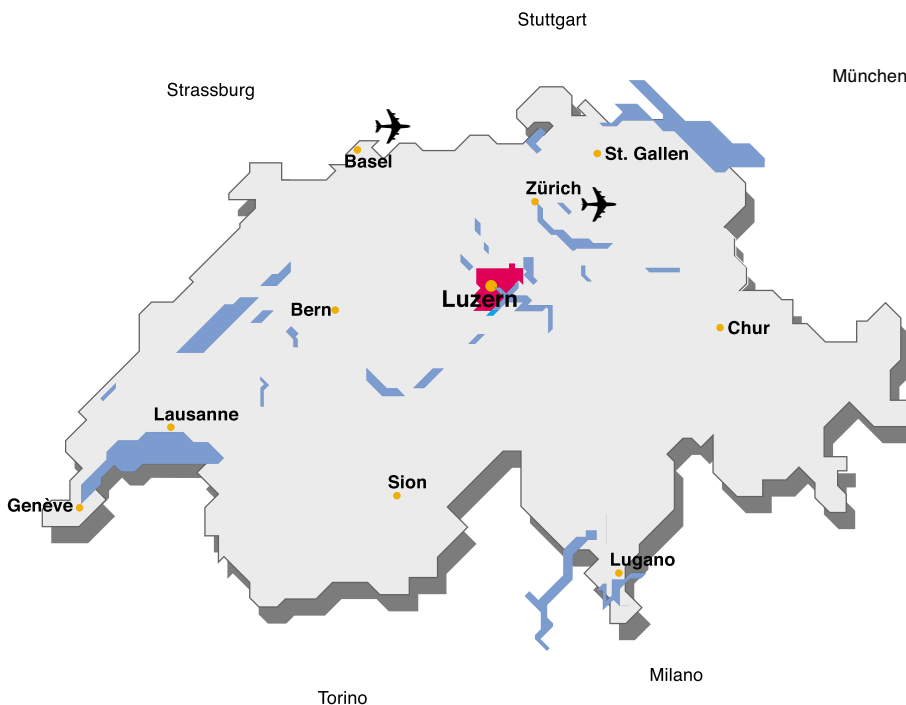 Stuttgart
München
Strassburg
Basel
St. Gallen
Zürich
Luzern
Bern
Chur
Lausanne
Sion
Genève
Lugano
Milano
Torino